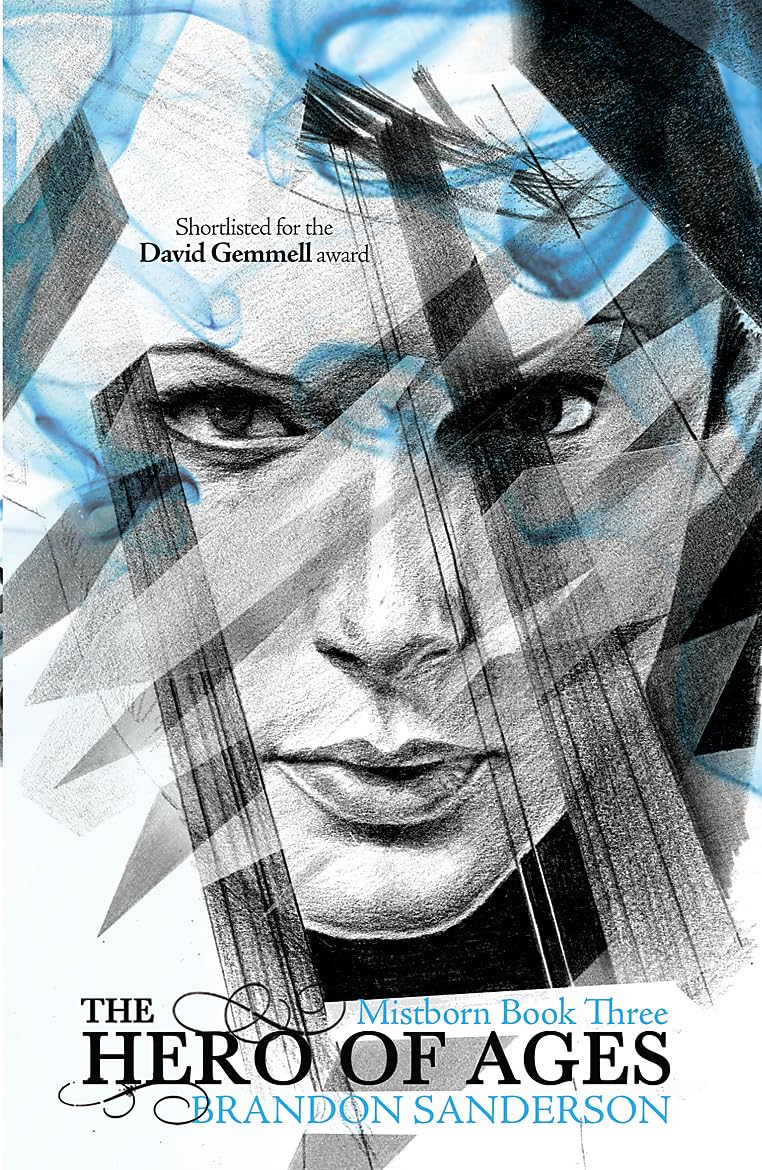 Shortlisted for the
David Gemmell award
THE
Mistborn Book Three
HERO OF AGES
BRANDON SANDERSON